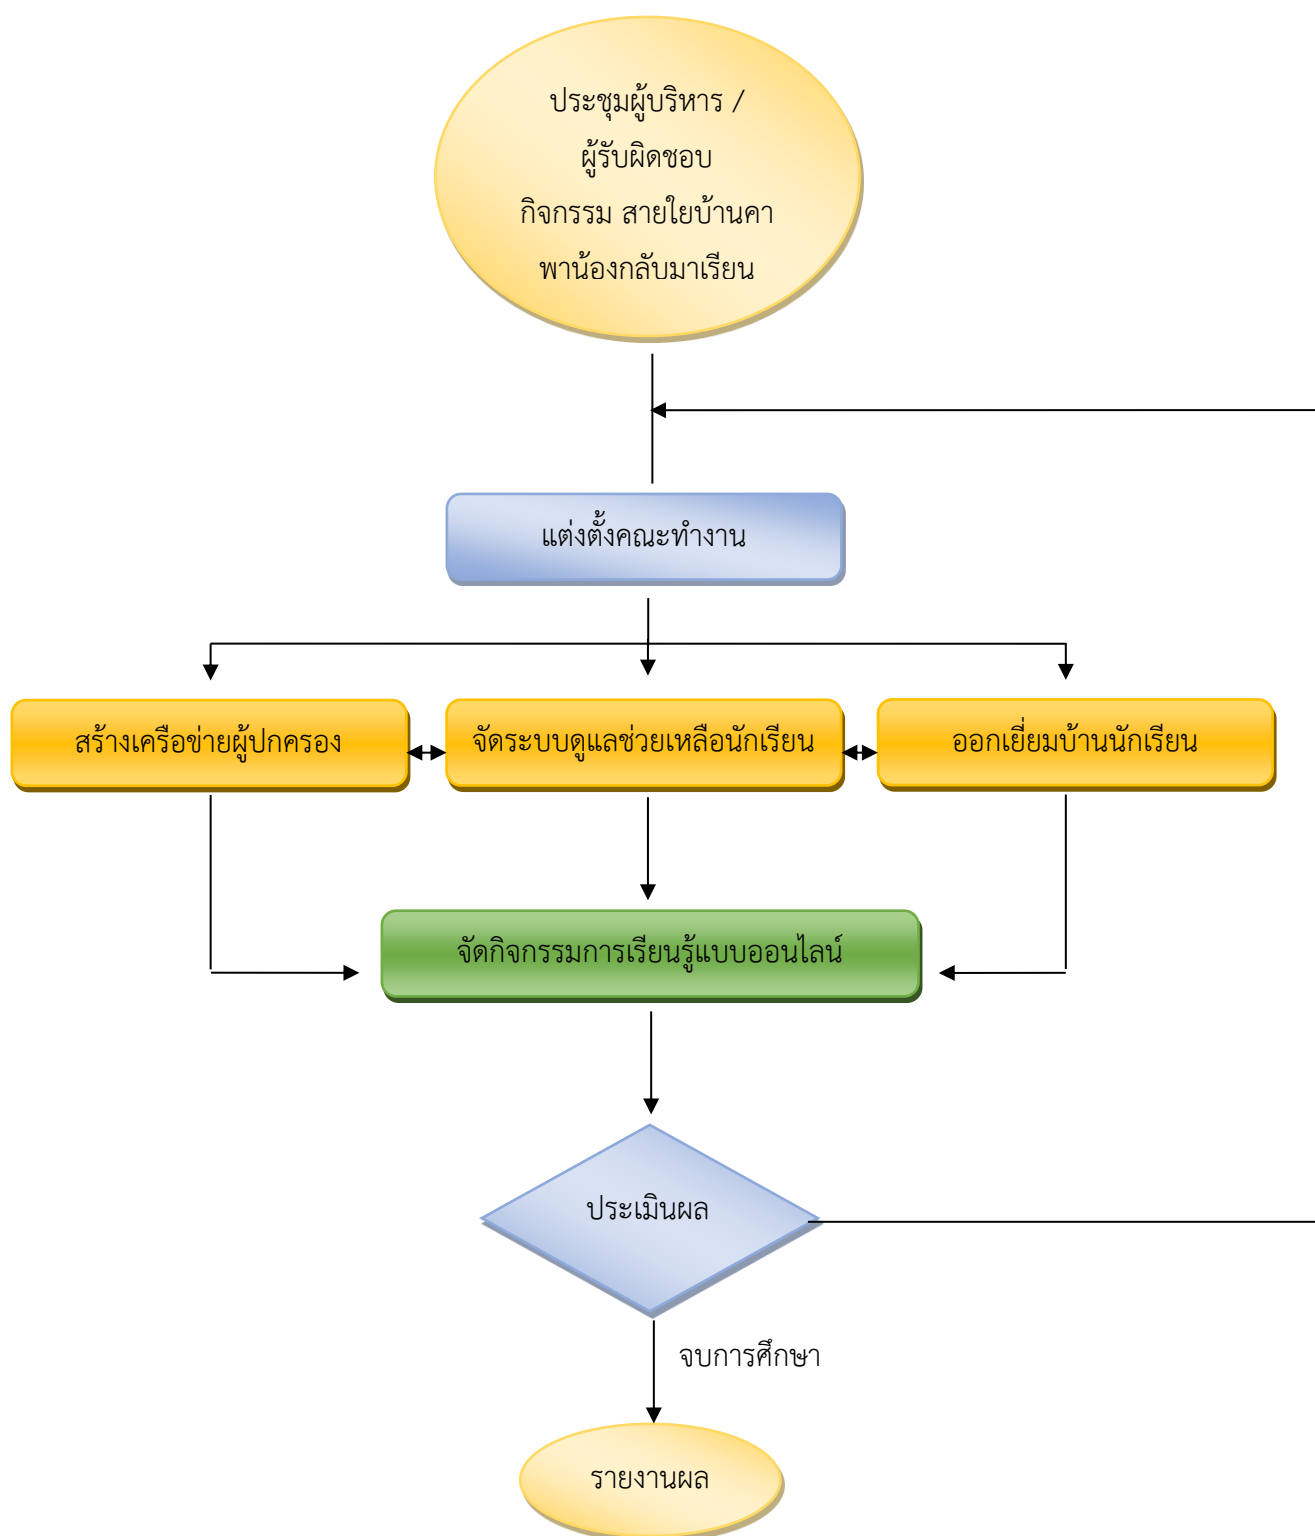 ประชุมผู้บริหาร /
ผู้รับผิดชอบ
กิจกรรม สายใยบ้านคา
พาน้องกลับมาเรียน
แต่งตั้งคณะทำงาน
สร้างเครือข่ายผู้ปกครอง
จัดระบบดูแลช่วยเหลือนักเรียน
ออกเยี่ยมบ้านนักเรียน
จัดกิจกรรมการเรียนรู้แบบออนไลน์
ประเมินผล
จบการศึกษา
รายงานผล